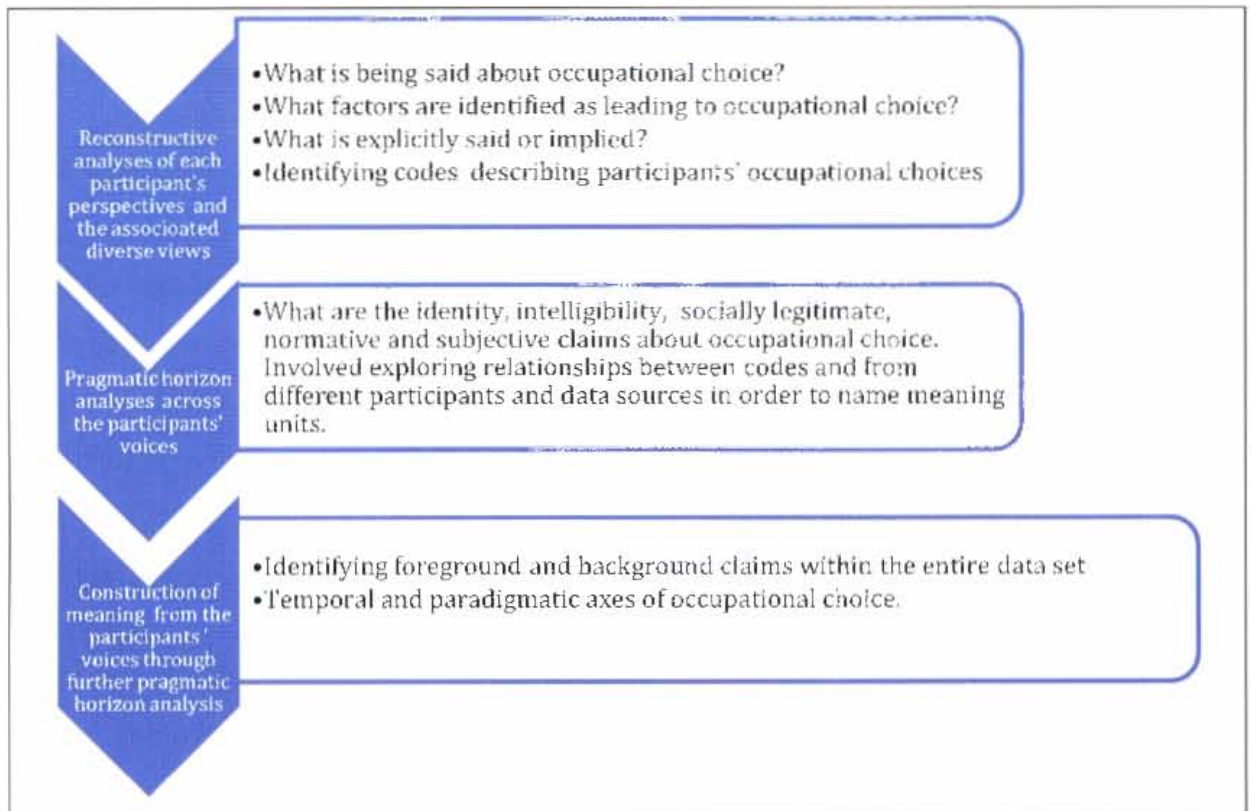 Reconstructive
analyses of each
participant's
perspectives and
the associoated
diverse views
•What is being said about occupational choice?
•What factors are identified as leading to occupational choice?
•What is explicitly said or implied?
•Identifying codes describing participants' occupational choices
Pragmatic horizon
analyses across
the participants'
voices
•What are the identity, intelligibility, socially legitimate,
normative and subjective claims about occupational choice.
Involved exploring relationships between codes and from
different participants and data sources in order to name meaning
units.
Construction of
meaning from the
participants'
voices through
further pragmatic
horizon analysis
•Identifying foreground and background claims within the entire data set
•Temporal and paradigmatic axes of occupational choice.